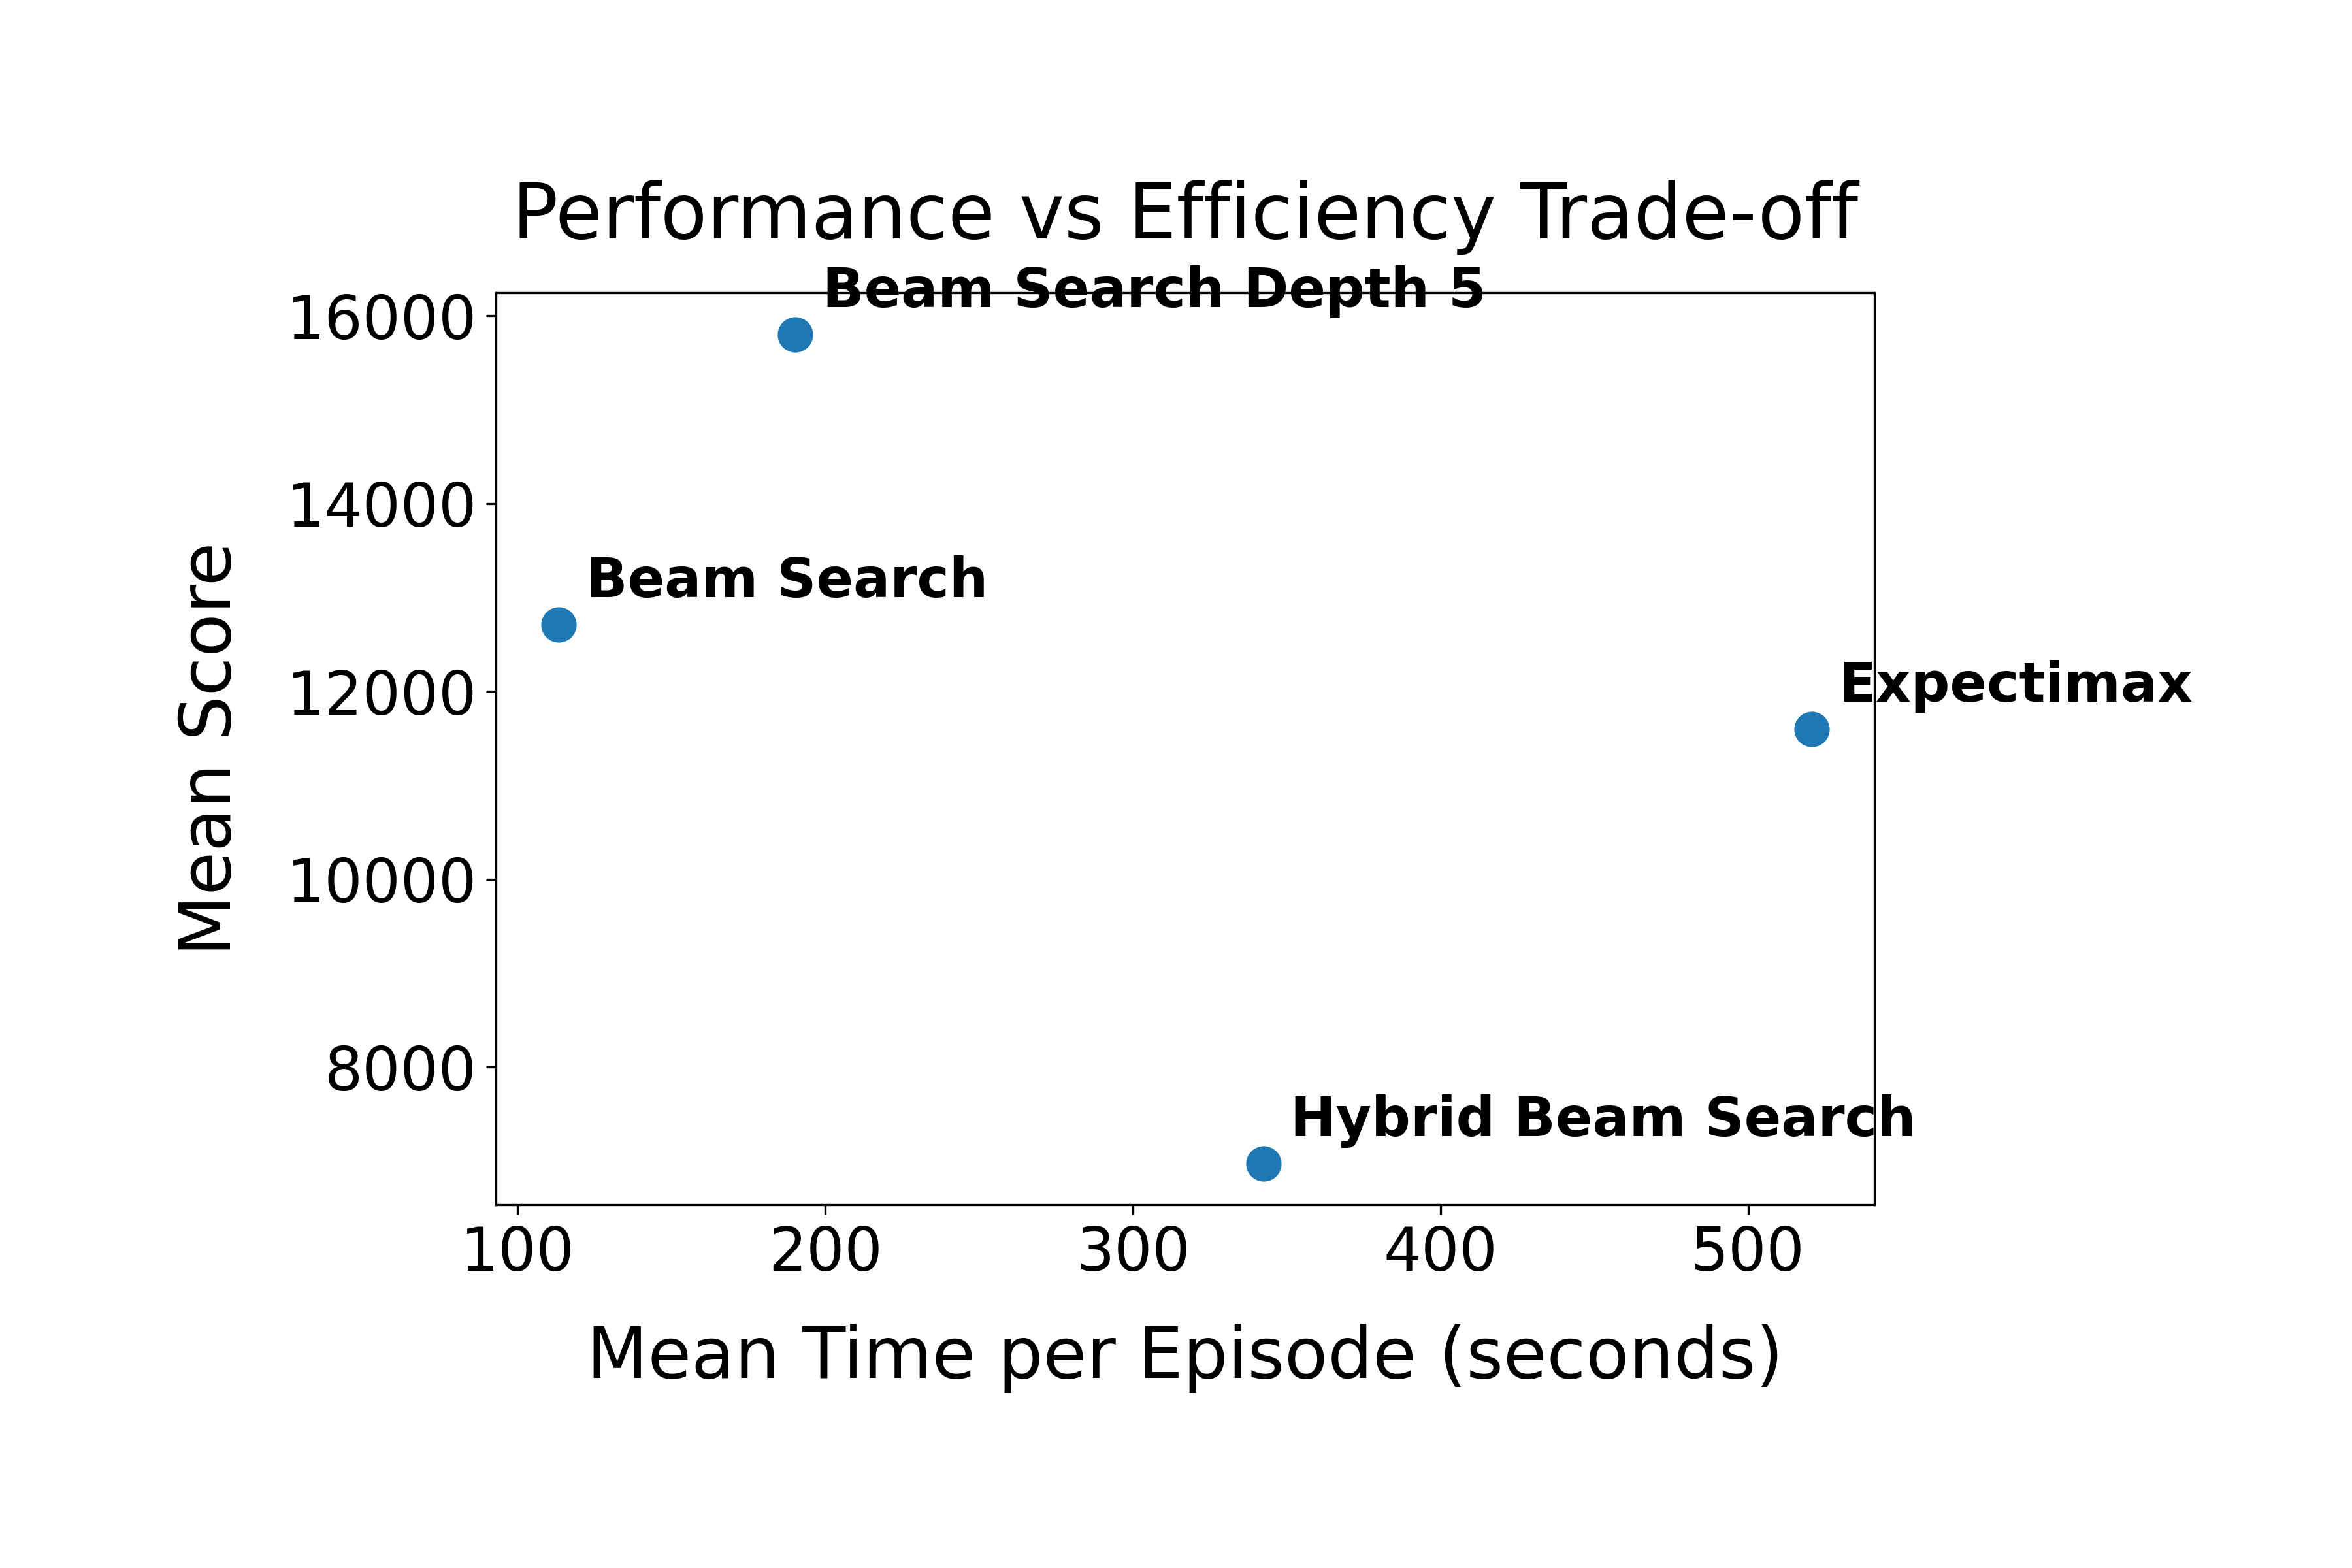 Performance vs Efficiency Trade-off
Beam Search Depth 5
16000
14000
Beam Search
12000
Expectimax
10000
8000
Hybrid Beam Search
Mean Score
100 200 300 400 500
Mean Time per Episode (seconds)